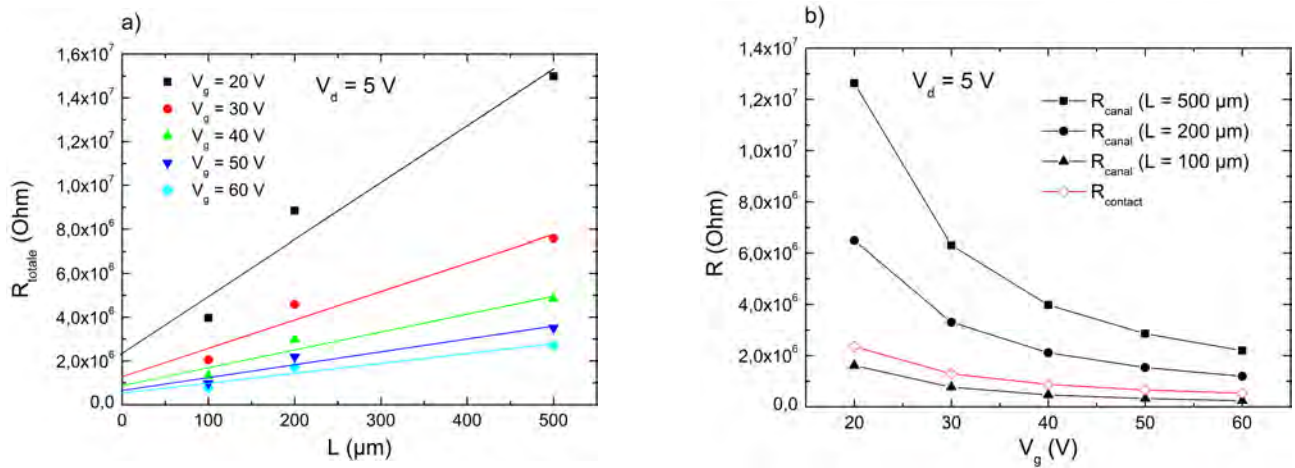 a)
1,6x10⁷
1,4x10⁷
1,2x10⁷
1,0x10⁷
8,0x10⁶
6,0x10⁶
4,0x10⁶
2,0x10⁶
0,0
R_totale (Ohm)
V_g = 20 V
V_g = 30 V
V_g = 40 V
V_g = 50 V
V_g = 60 V
V_d = 5 V
0 100 200 300 400 500
L (µm)
b)
1,4x10⁷
1,2x10⁷
1,0x10⁷
8,0x10⁶
6,0x10⁶
4,0x10⁶
2,0x10⁶
0,0
R (Ohm)
V_d = 5 V
R_canal (L = 500 µm)
R_canal (L = 200 µm)
R_canal (L = 100 µm)
R_contact
20 30 40 50 60
V_g (V)